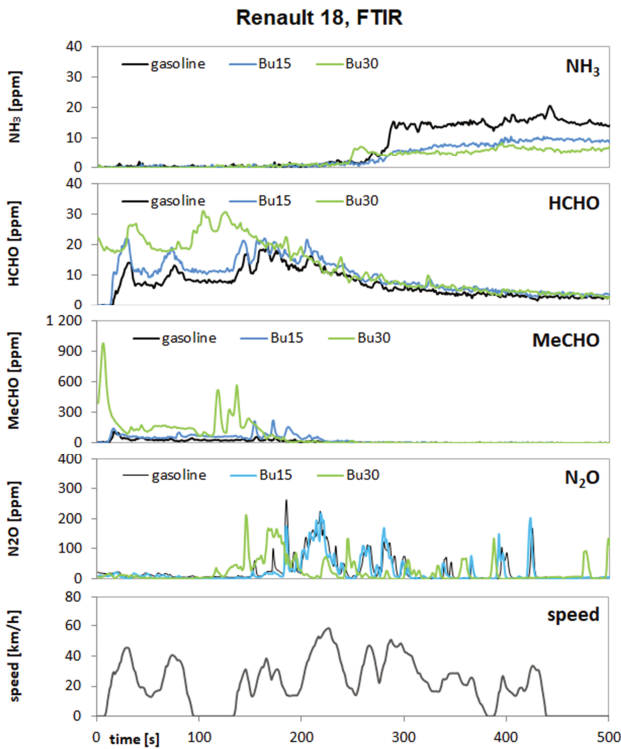 Renault 18, FTIR
NH3 [ppm]
40
30
20
10
0
gasoline Bu15 Bu30
NH3
HCHO [ppm]
40
30
20
10
0
gasoline Bu15 Bu30
HCHO
MeCHO [ppm]
1 200
900
600
300
0
gasoline Bu15 Bu30
MeCHO
N2O [ppm]
400
300
200
100
0
gasoline Bu15 Bu30
N2O
speed [km/h]
80
60
40
20
0
speed
0 100 200 300 400 500
time [s]